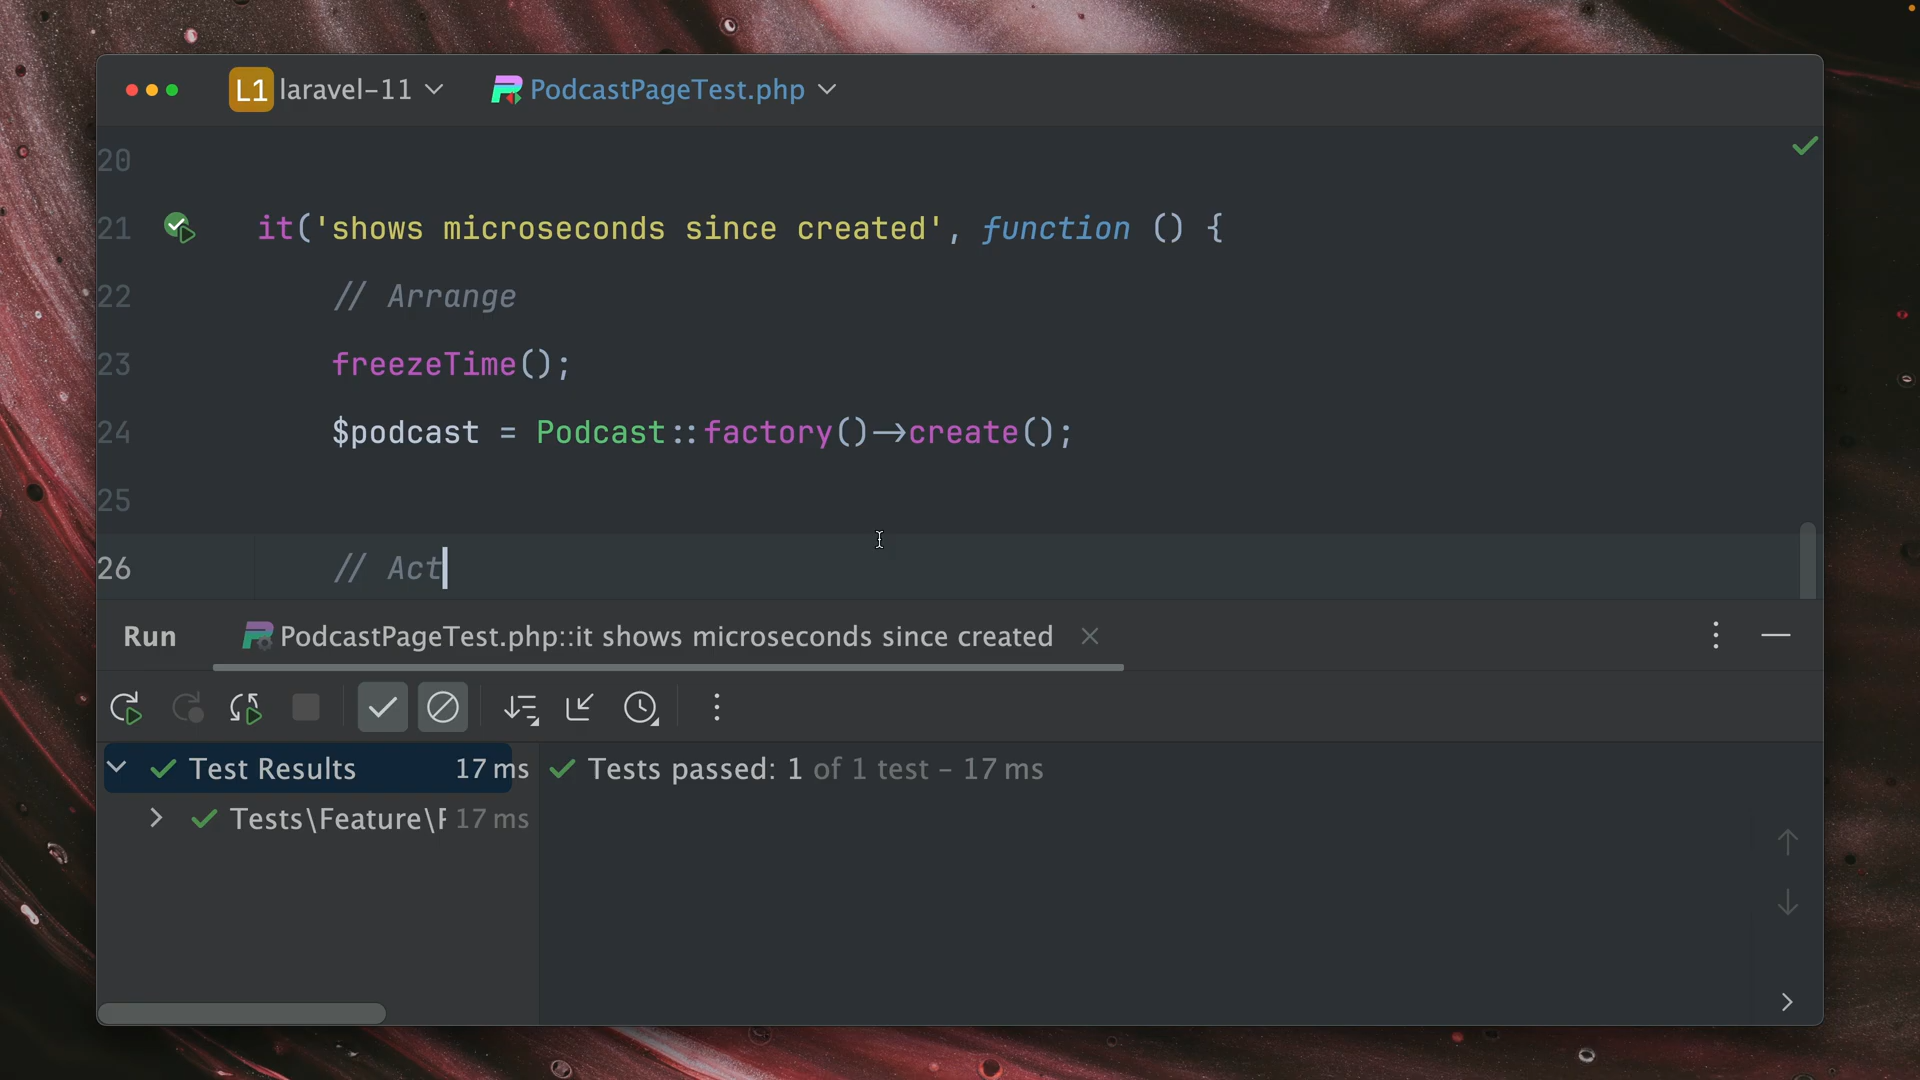 L1 laravel-11 PodcastPageTest.php
20
21 it('shows microseconds since created', function () {
22 // Arrange
23 freezeTime();
24 $podcast = Podcast::factory()->create();
25
26 // Act
Run PodcastPageTest.php::it shows microseconds since created
Test Results 17 ms Tests passed: 1 of 1 test – 17 ms
Tests\Feature\ 17 ms